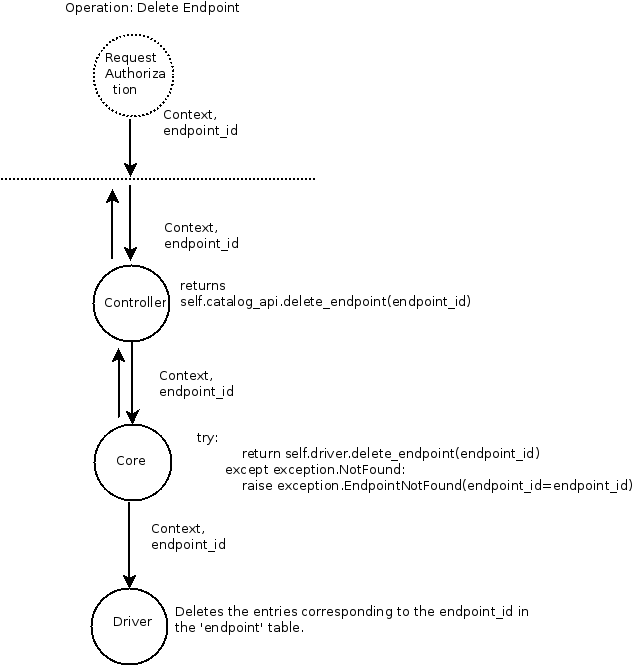 Operation: Delete Endpoint
Request
Authoriza
tion
Context,
endpoint_id
Context,
endpoint_id
returns
Controller
self.catalog_api.delete_endpoint(endpoint_id)
Context,
endpoint_id
try:
return self.driver.delete_endpoint(endpoint_id)
Core
except exception.NotFound:
raise exception.EndpointNotFound(endpoint_id=endpoint_id)
Context,
endpoint_id
Driver
Deletes the entries corresponding to the endpoint_id in
the 'endpoint' table.